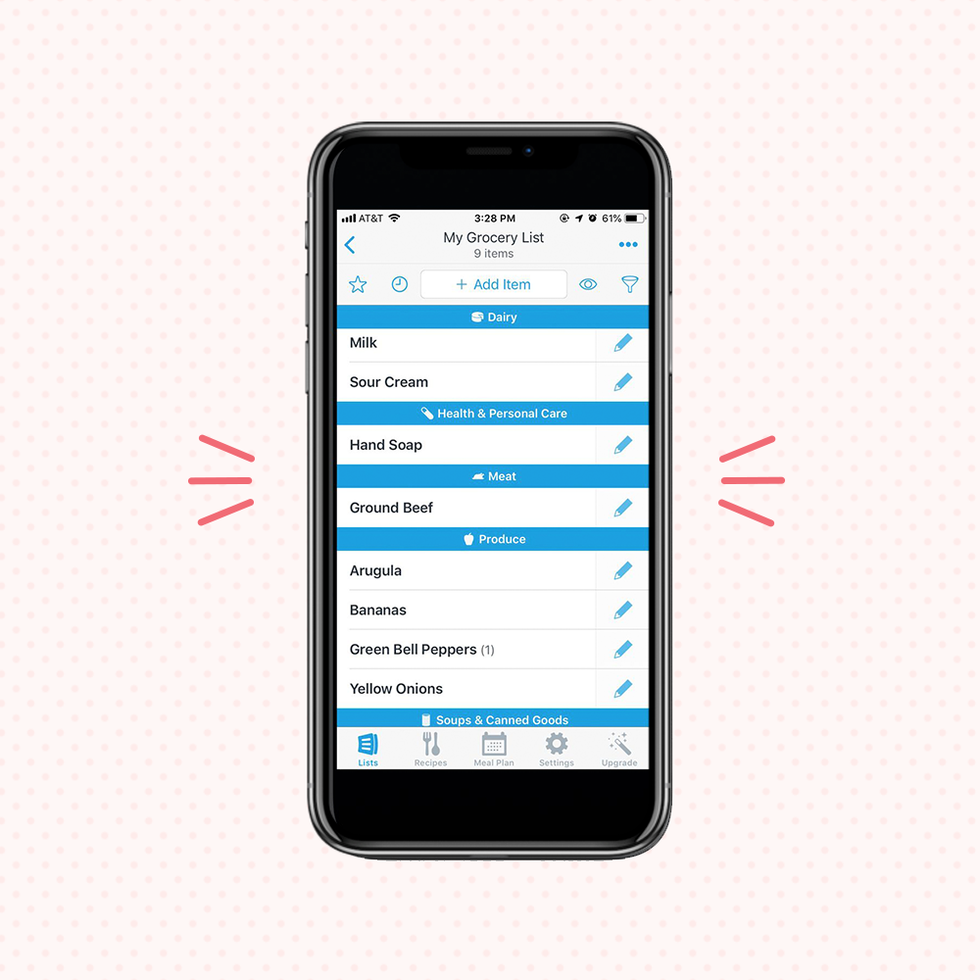 AT&T 3:28 PM 61%
My Grocery List
9 items
+ Add Item
Dairy
Milk
Sour Cream
Health & Personal Care
Hand Soap
Meat
Ground Beef
Produce
Arugula
Bananas
Green Bell Peppers (1)
Yellow Onions
Soups & Canned Goods
Lists Recipes Meal Plan Settings Upgrade